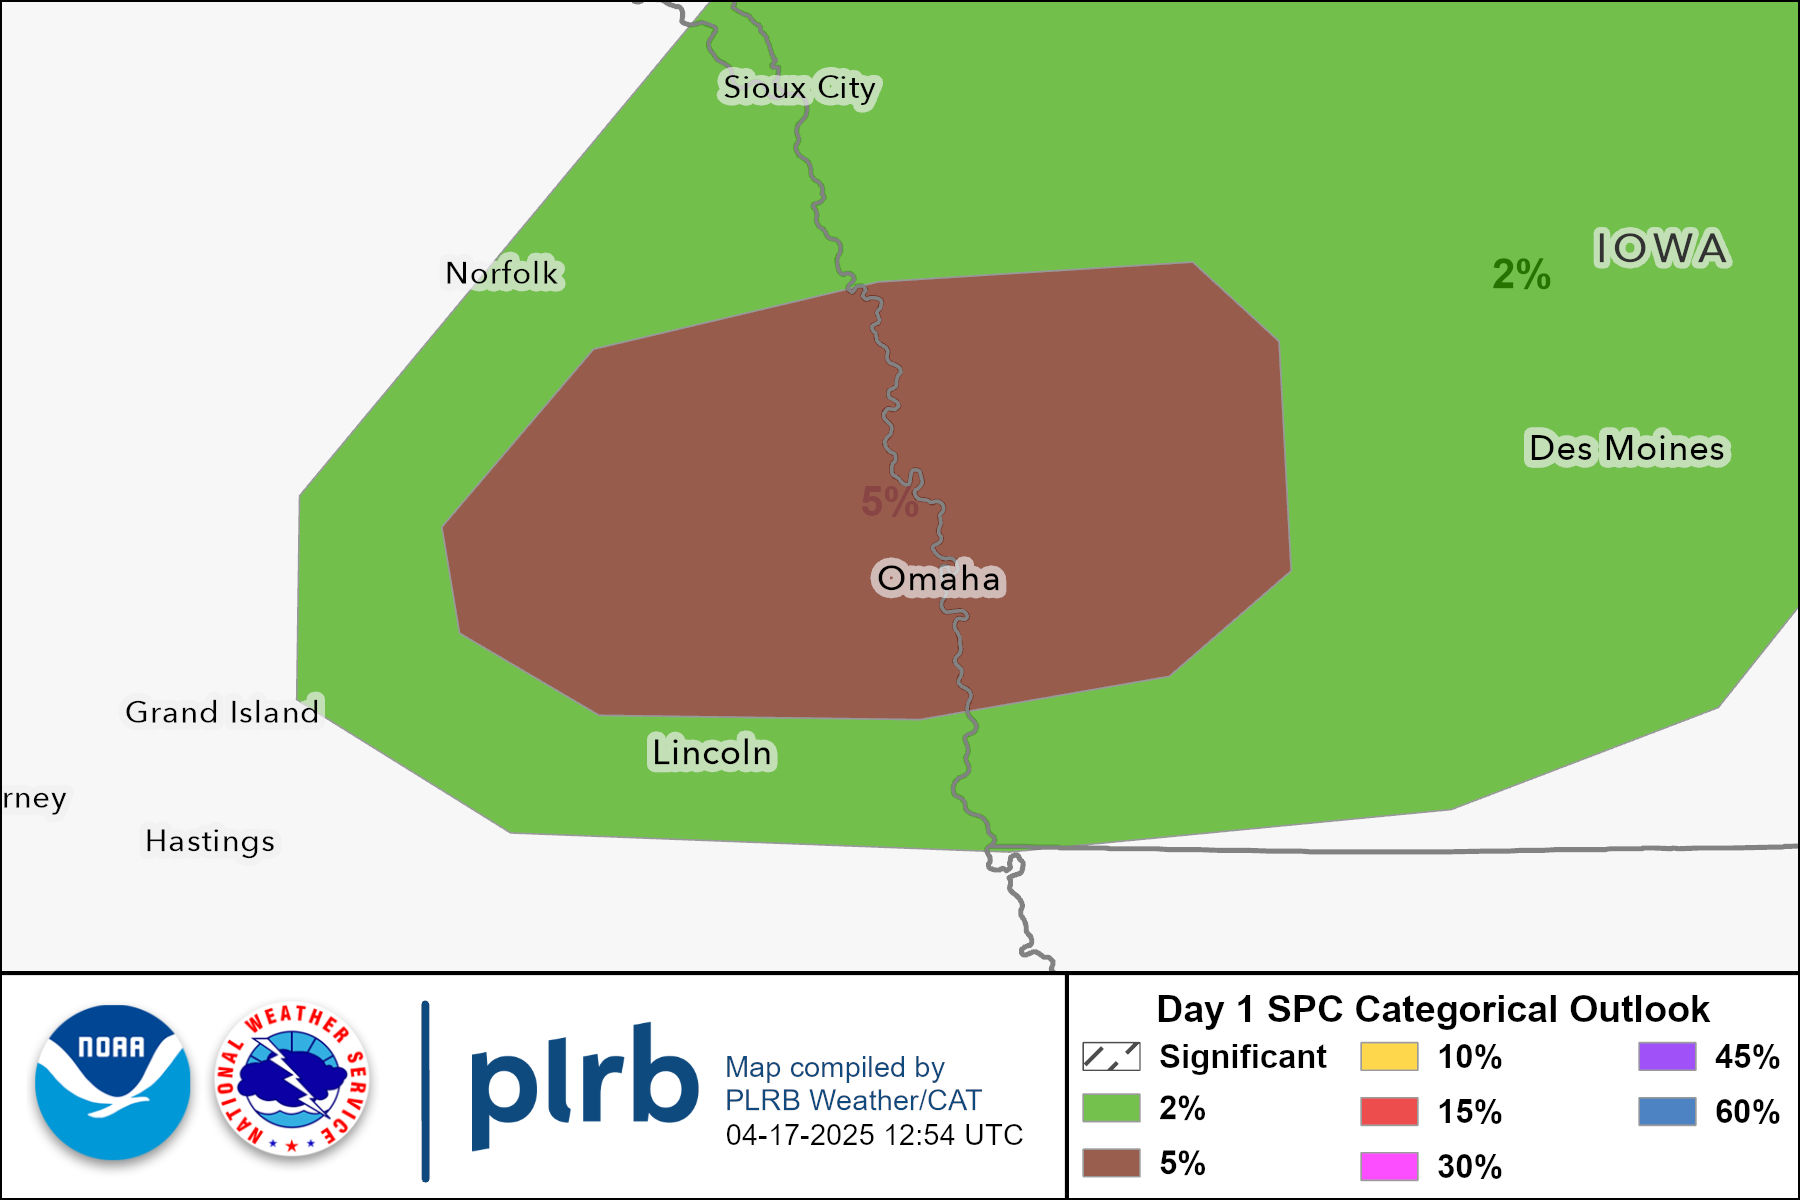 Sioux City
IOWA
Norfolk
2%
Des Moines
5%
Omaha
Grand Island
Lincoln
rney
Hastings
NOAA
NATIONAL WEATHER SERVICE
plrb
Map compiled by
PLRB Weather/CAT
04-17-2025 12:54 UTC
Day 1 SPC Categorical Outlook
Significant
10%
45%
2%
15%
60%
5%
30%